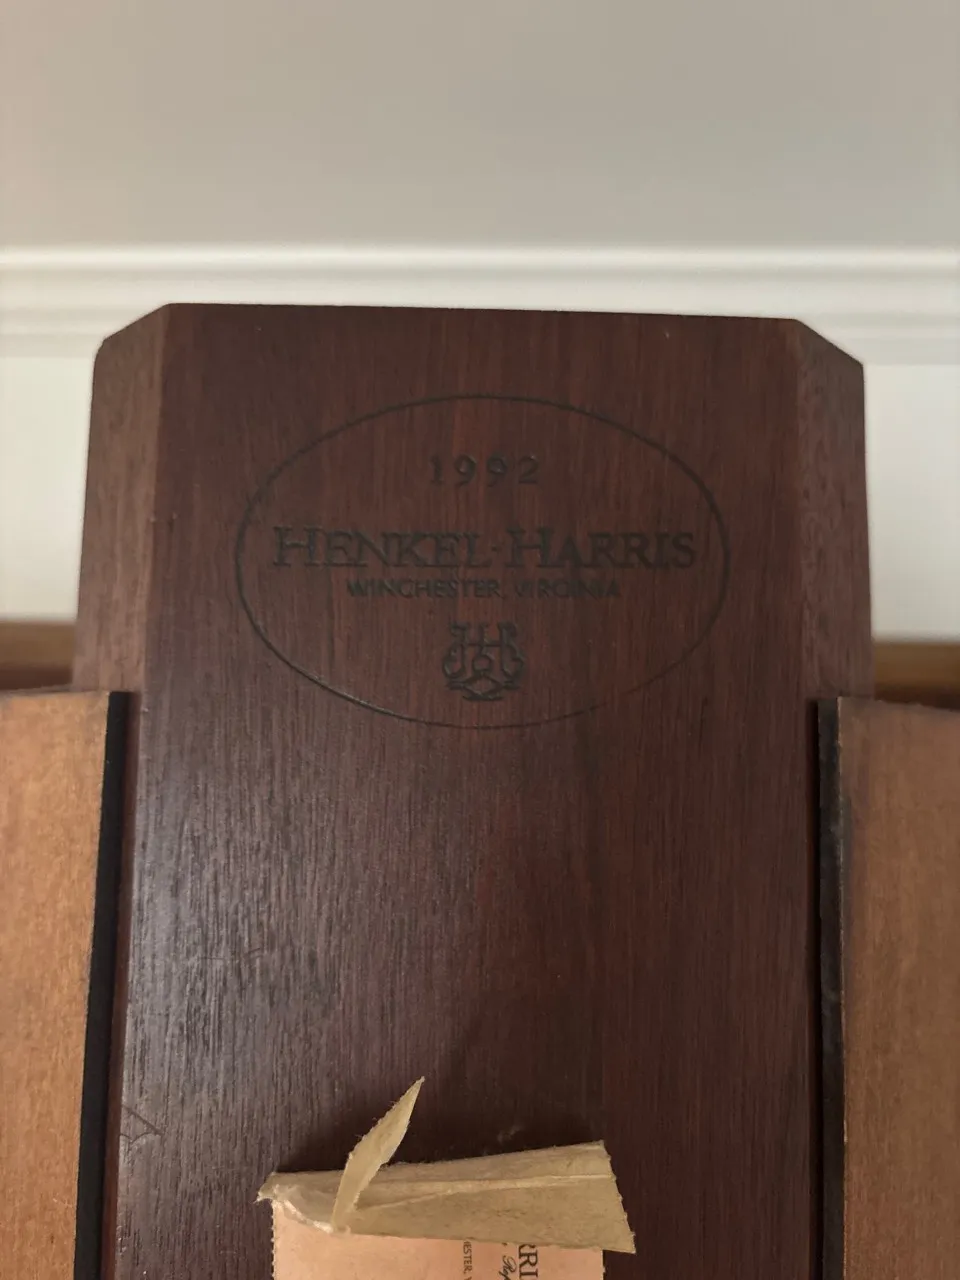 1992
HENKEL-HARRIS
WINCHESTER, VIRGINIA